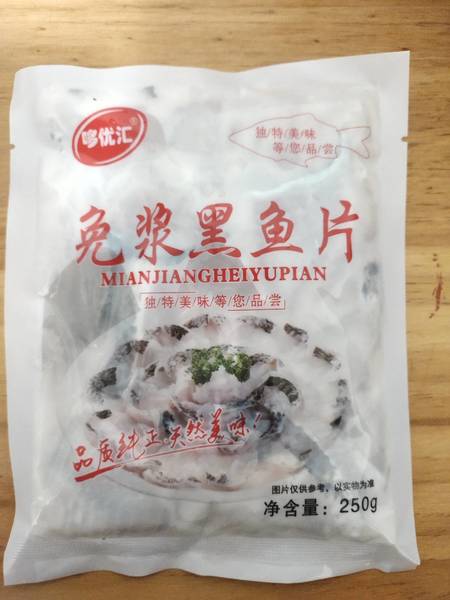 哆优汇®
独/特/美/味
等/您/品/尝
免浆黑鱼片
MIANJIANGHEIYUPIAN
独/特/美/味/等/您/品/尝
品质纯正 天然美味!
图片仅供参考，以实物为准
净含量：250g